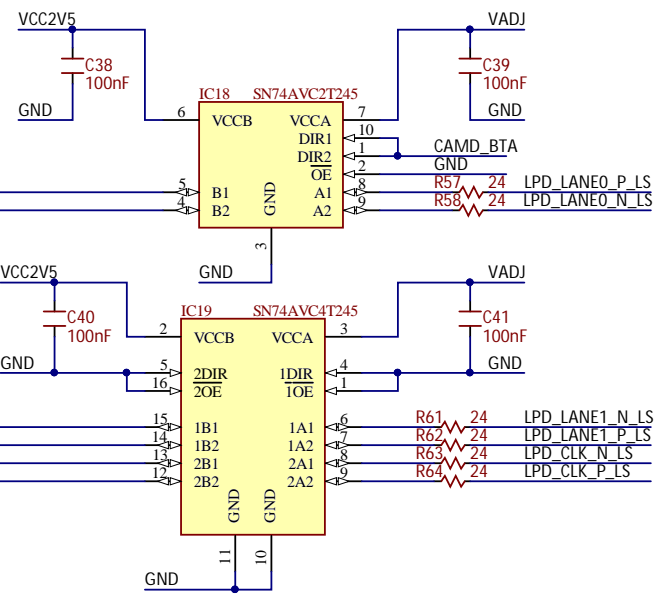 VCC2V5
VADJ
C38
100nF
C39
100nF
GND
GND
IC18 SN74AVC2T245
6 VCCB VCCA 7
DIR1 10
CAMD_BTA
DIR2 1
GND
OE 2
5 B1 A1 8 R57 24 LPD_LANE0_P_LS
4 B2 A2 9 R58 24 LPD_LANE0_N_LS
GND
3
GND
VCC2V5
VADJ
C40
100nF
C41
100nF
IC19 SN74AVC4T245
2 VCCB VCCA 3
GND
GND
5 2DIR 1DIR 4
16 2OE 1OE 1
15 1B1 1A1 6 R61 24 LPD_LANE1_N_LS
14 1B2 1A2 7 R62 24 LPD_LANE1_P_LS
13 2B1 2A1 8 R63 24 LPD_CLK_N_LS
12 2B2 2A2 9 R64 24 LPD_CLK_P_LS
GND GND
11 10
GND